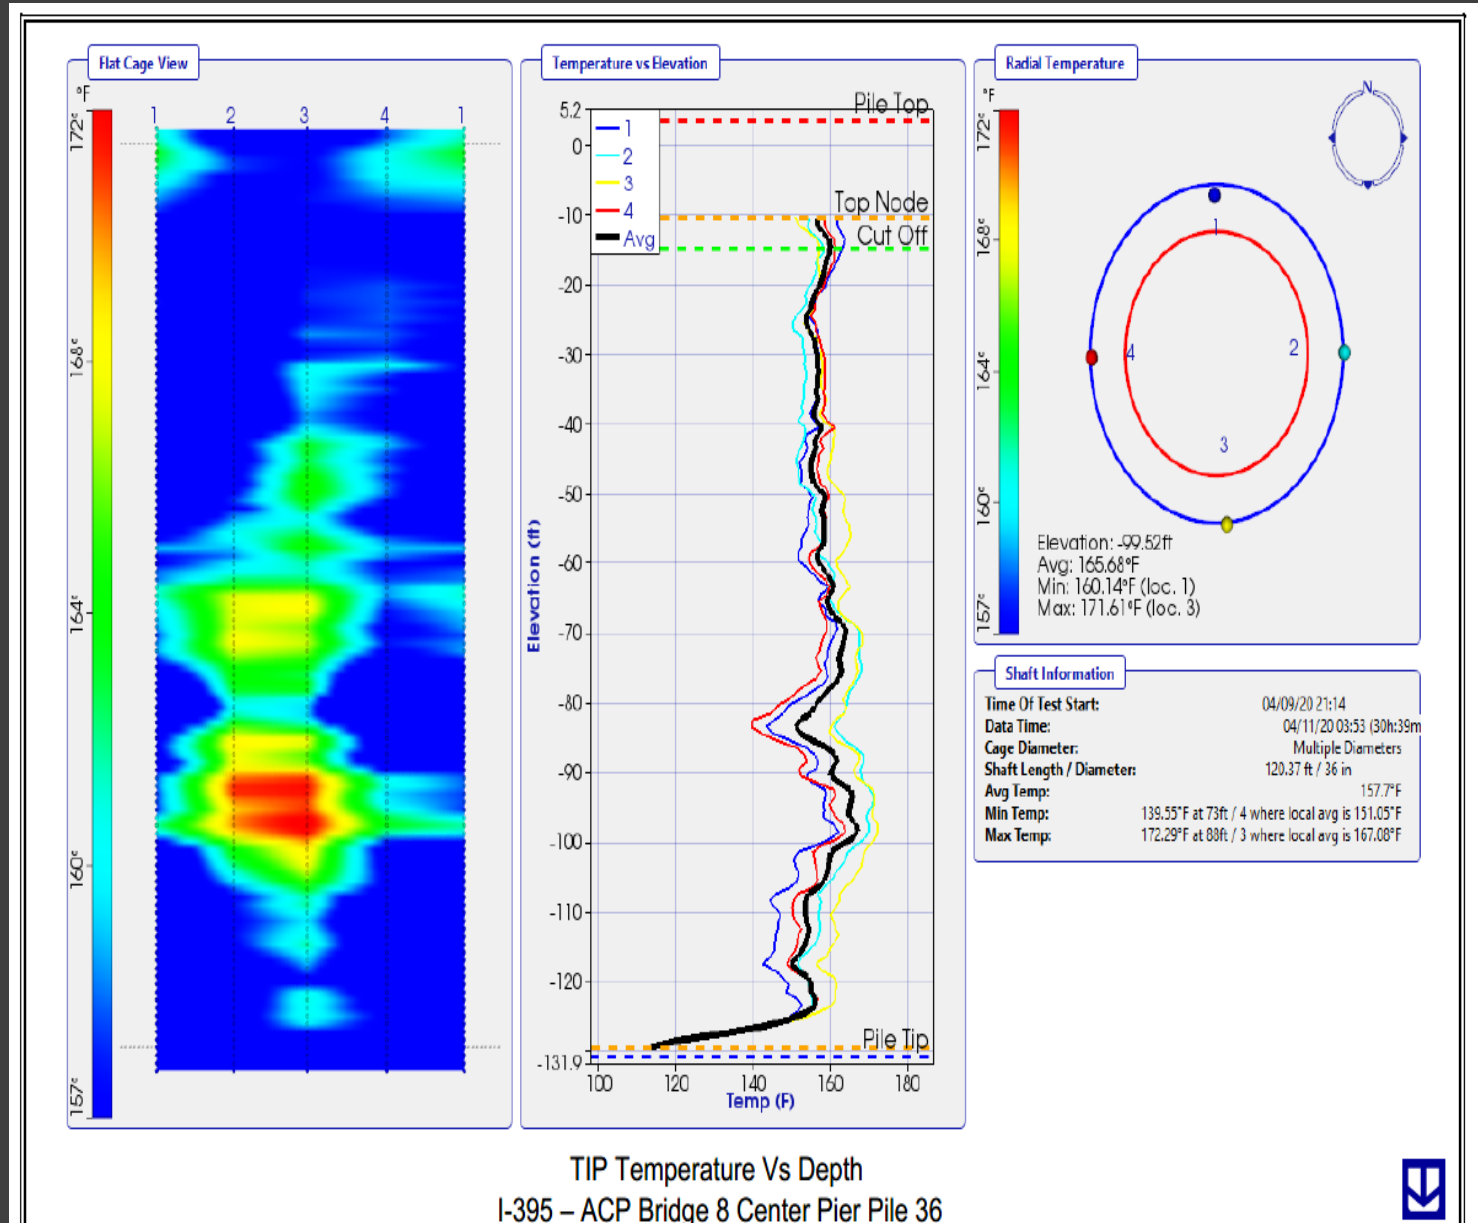 Flat Cage View
°F
1 2 3 4 1
172°
168°
164°
160°
157°
Temperature vs Elevation
5.2
0
-10
-20
-30
-40
-50
-60
-70
-80
-90
-100
-110
-120
-131.9
Elevation (ft)
1
2
3
4
Avg
Pile Top
Top Node
Cut Off
Pile Tip
100 120 140 160 180
Temp (F)
Radial Temperature
°F
172°
168°
164°
160°
157°
N
1
2
3
4
Elevation: -99.52ft
Avg: 165.68°F
Min: 160.14°F (loc. 1)
Max: 171.61°F (loc. 3)
Shaft Information
Time Of Test Start: 04/09/20 21:14
Data Time: 04/11/20 03:53 (30h:39m
Cage Diameter: Multiple Diameters
Shaft Length / Diameter: 120.37 ft / 36 in
Avg Temp: 157.7°F
Min Temp: 139.55°F at 73ft / 4 where local avg is 151.05°F
Max Temp: 172.29°F at 88ft / 3 where local avg is 167.08°F
TIP Temperature Vs Depth
I-395 – ACP Bridge 8 Center Pier Pile 36